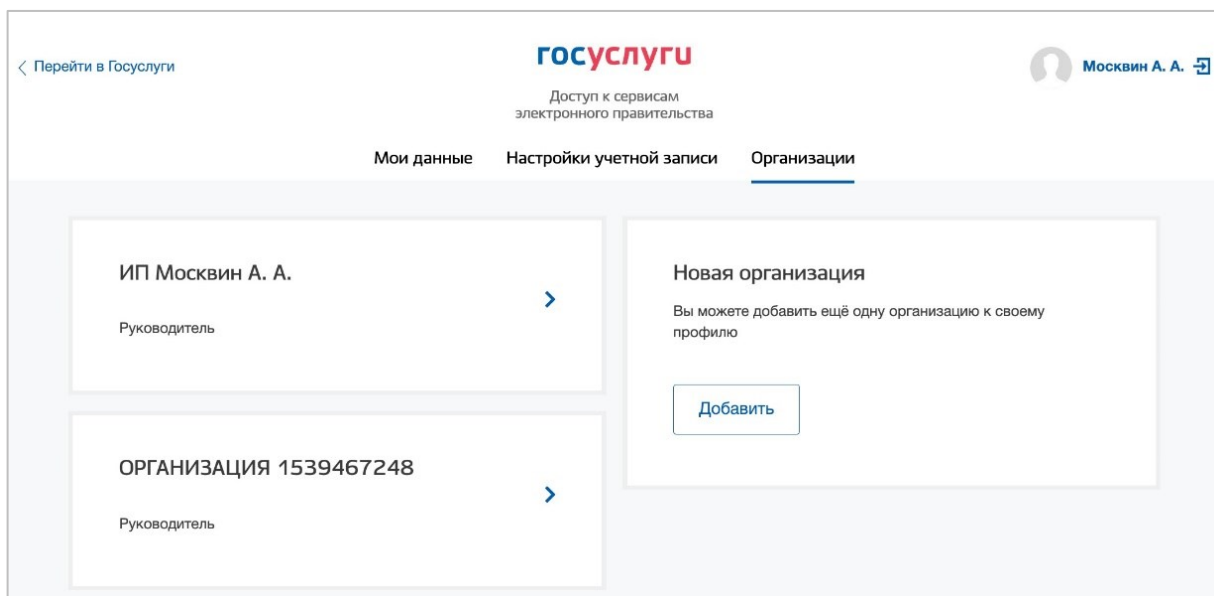 Перейти в Госуслуги
госуслуги
Москвин А. А.
Доступ к сервисам
электронного правительства
Мои данные
Настройки учетной записи
Организации
ИП Москвин А. А.
Руководитель
Новая организация
Вы можете добавить ещё одну организацию к своему
профилю
Добавить
ОРГАНИЗАЦИЯ 1539467248
Руководитель